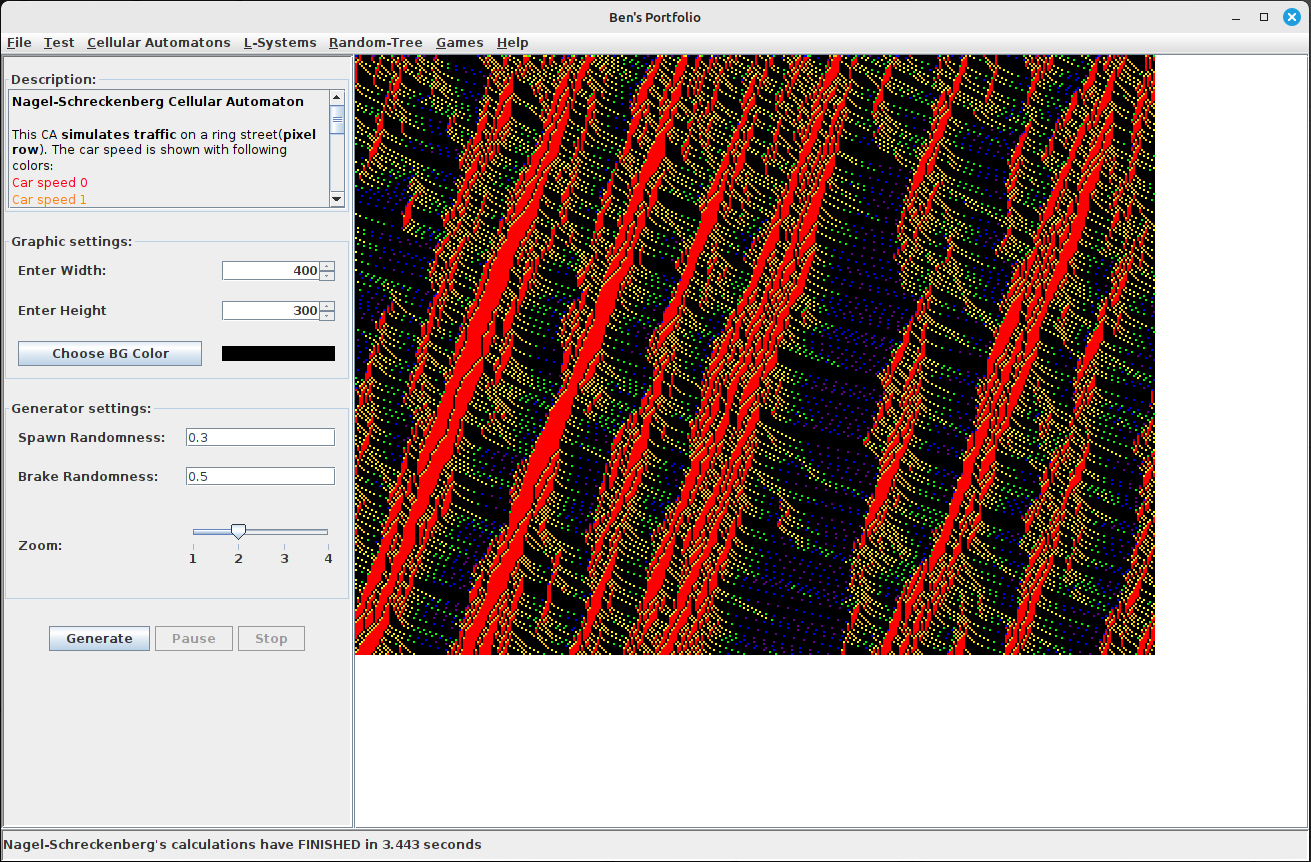 Ben's Portfolio
File Test Cellular Automatons L-Systems Random-Tree Games Help
Description:
Nagel-Schreckenberg Cellular Automaton
This CA simulates traffic on a ring street(pixel
row). The car speed is shown with following
colors:
Car speed 0
Car speed 1
Graphic settings:
Enter Width: 400
Enter Height 300
Choose BG Color
Generator settings:
Spawn Randomness: 0.3
Brake Randomness: 0.5
Zoom:
1 2 3 4
Generate Pause Stop
Nagel-Schreckenberg's calculations have FINISHED in 3.443 seconds